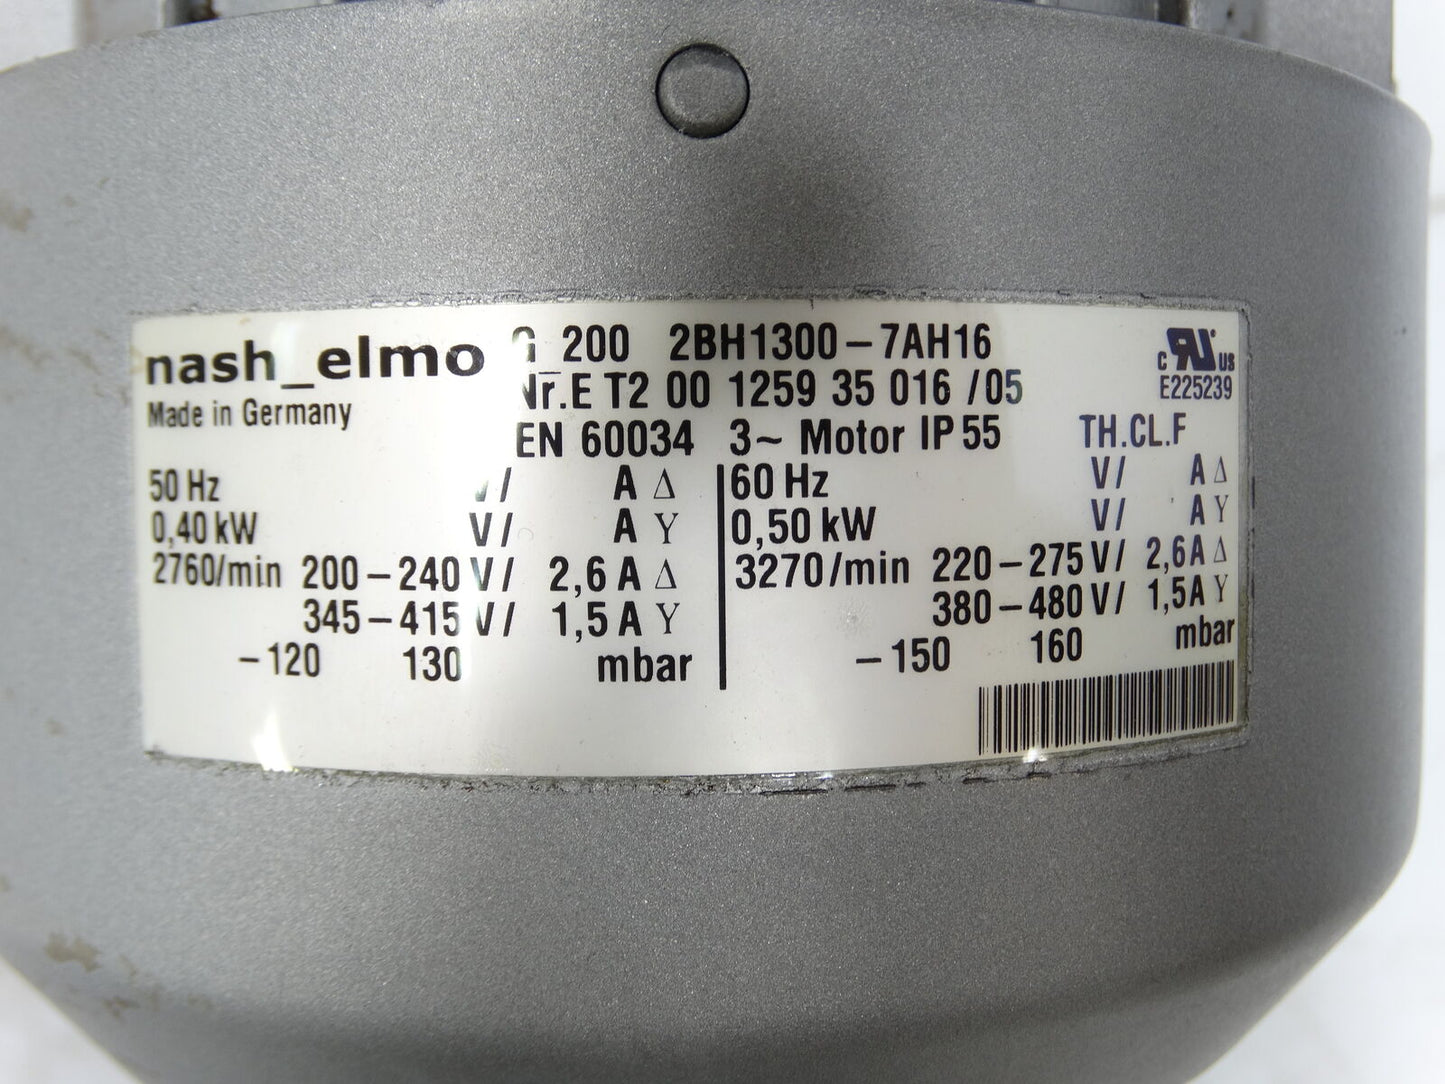 nash_elmo
Made in Germany
G_200 2BH1300-7AH16
Nr.E T2 00 1259 35 016 /05
EN 60034 3~ Motor IP 55 TH.CL.F
c RU us
E225239
50 Hz V/ A Δ
0,40 kW V/ A Y
2760/min 200-240 V/ 2,6 A Δ
345-415 V/ 1,5 A Y
-120 130 mbar
60 Hz V/ A Δ
0,50 kW V/ A Y
3270/min 220-275 V/ 2,6 A Δ
380-480 V/ 1,5 A Y
-150 160 mbar